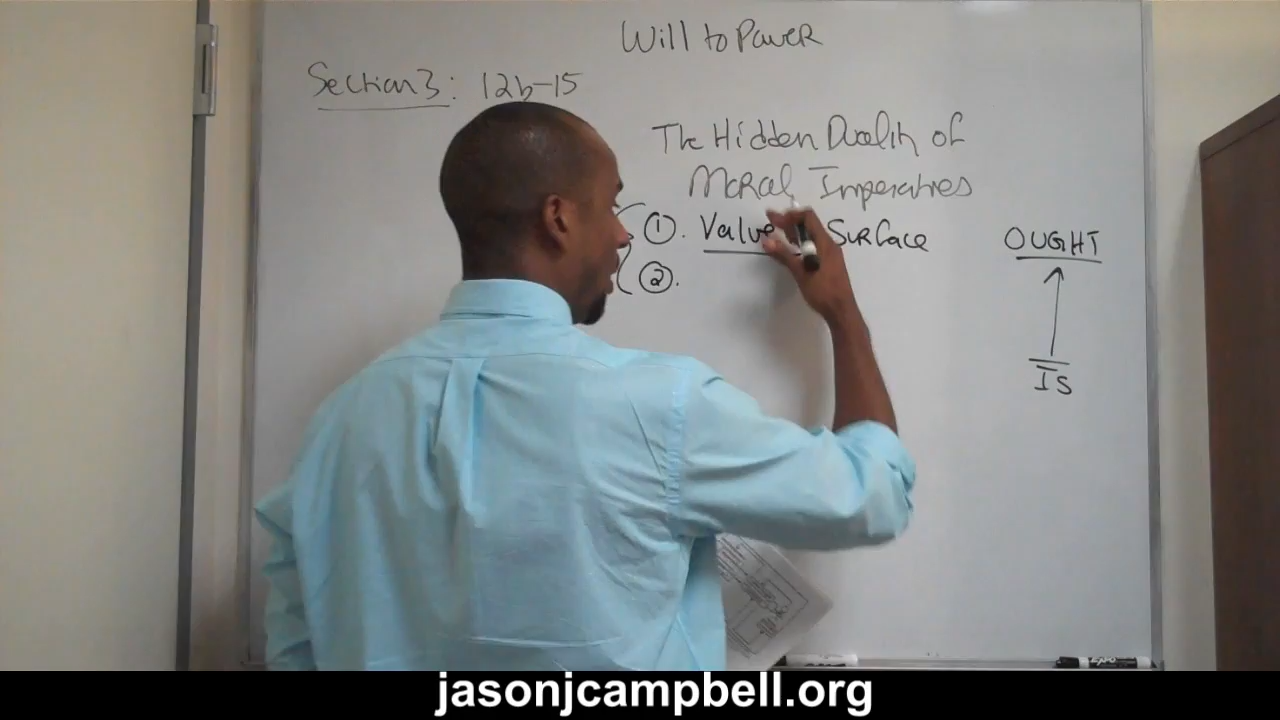 Will to Power
Section 3: 12b-15
The Hidden Duality of
Moral Imperatives
①. Value Surface
②.
OUGHT
IS
EXPO
jasonjcampbell.org